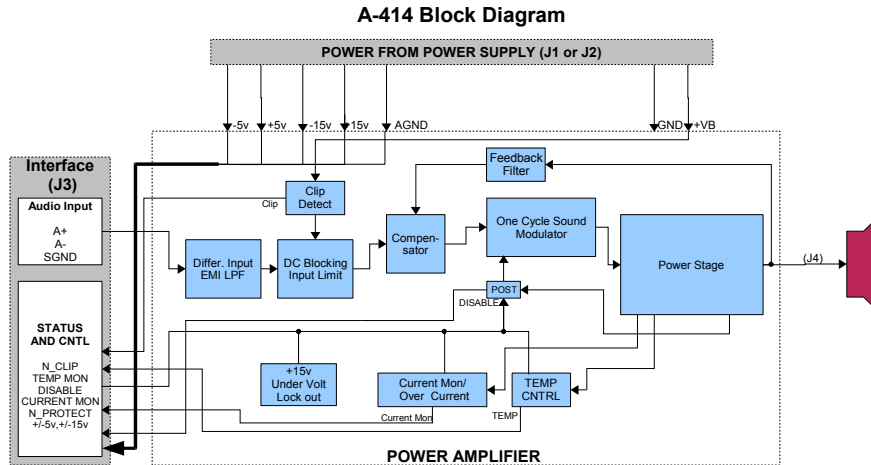 A-414 Block Diagram
POWER FROM POWER SUPPLY (J1 or J2)
-5v
+5v
-15v
15v
AGND
GND
+VB
Interface
(J3)
Audio Input
A+
A-
SGND
Feedback
Filter
Clip
Detect
Clip
Differ. Input
EMI LPF
DC Blocking
Input Limit
Compen-
sator
One Cycle Sound
Modulator
Power Stage
(J4)
POST
DISABLE
STATUS
AND CNTL
N_CLIP
TEMP MON
DISABLE
CURRENT MON
N_PROTECT
+/-5v,+/-15v
+15v
Under Volt
Lock out
Current Mon/
Over Current
TEMP
CNTRL
Current Mon
TEMP
POWER AMPLIFIER